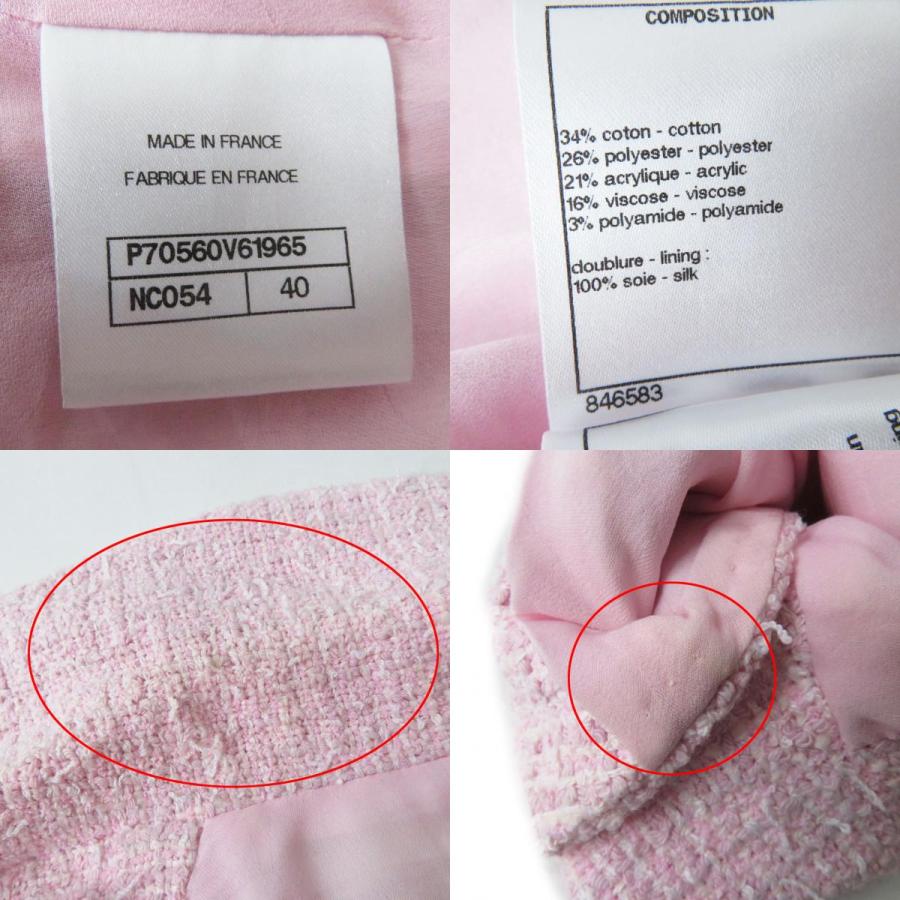 MADE IN FRANCE
FABRIQUE EN FRANCE
P70560V61965
NC054 40
COMPOSITION
34% coton - cotton
26% polyester - polyester
21% acrylique - acrylic
16% viscose - viscose
3% polyamide - polyamide
doublure - lining :
100% soie - silk
846583